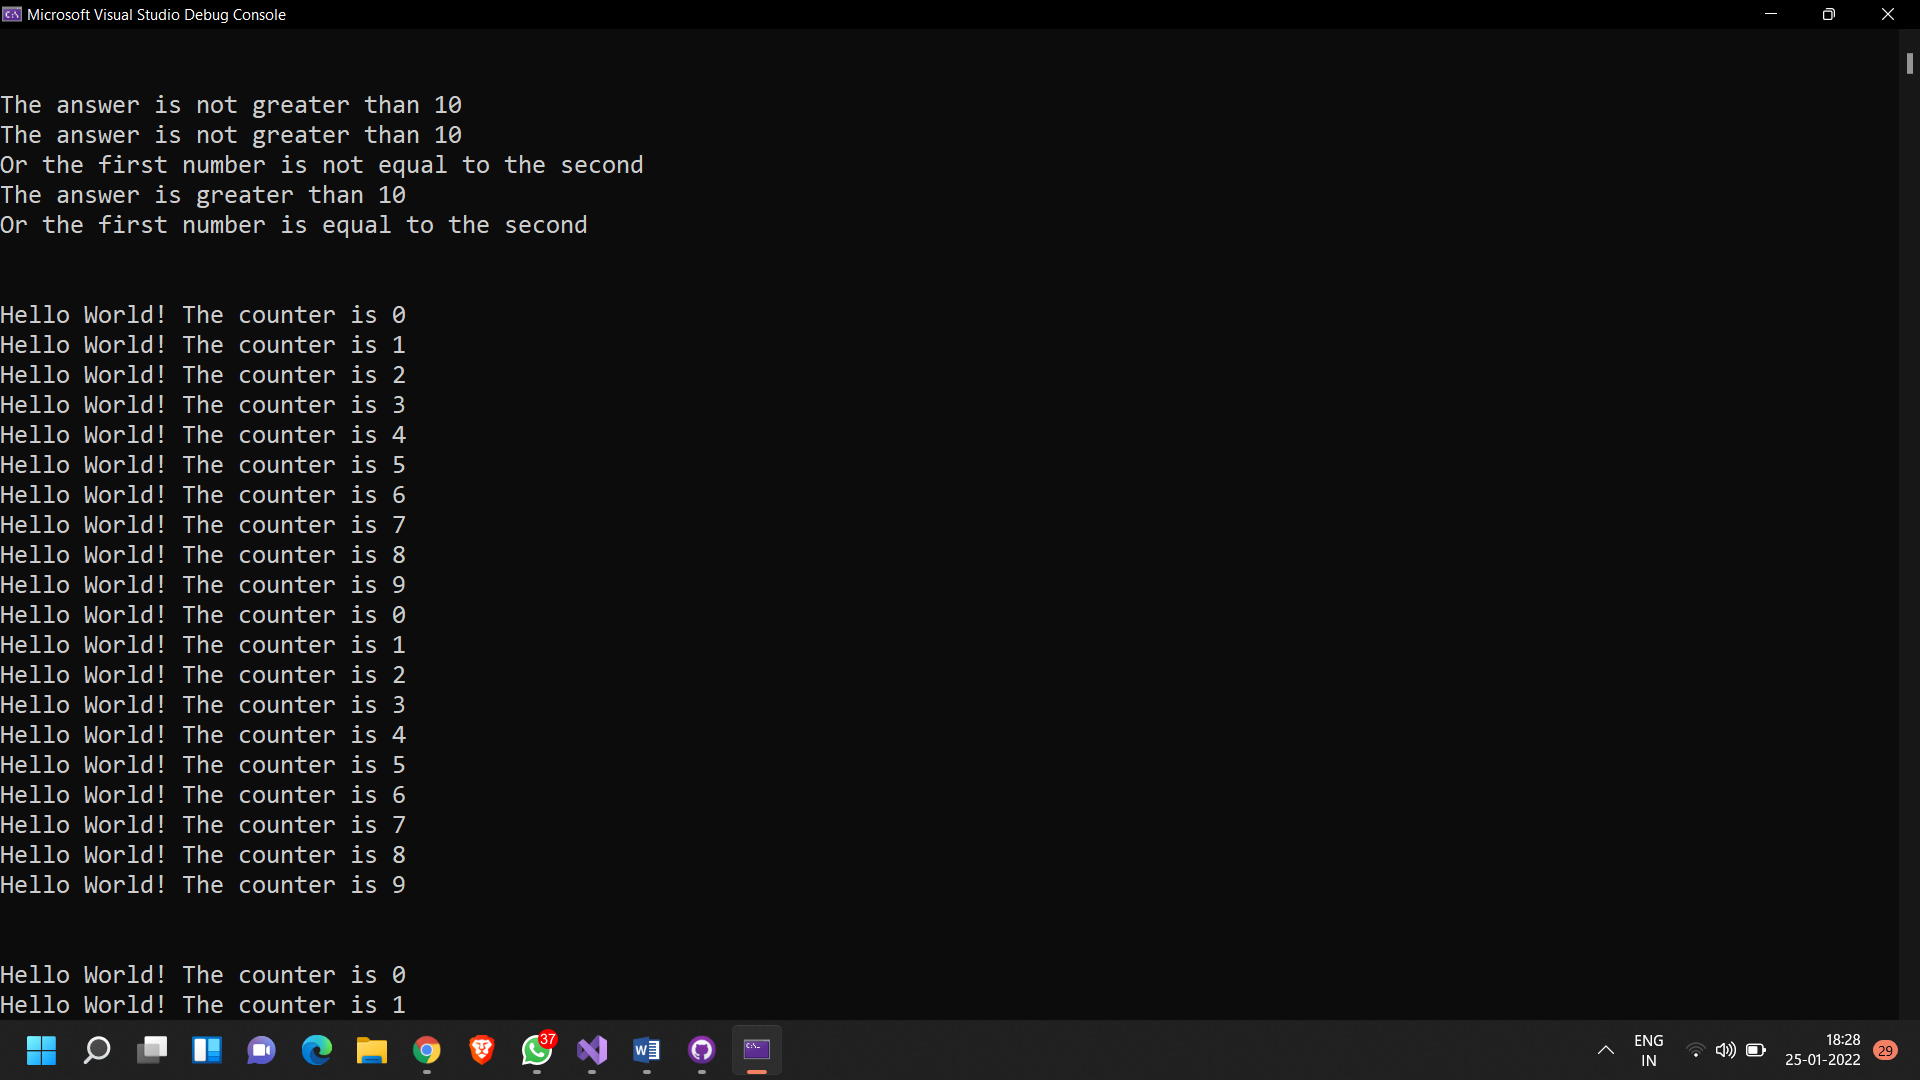 Microsoft Visual Studio Debug Console
The answer is not greater than 10
The answer is not greater than 10
Or the first number is not equal to the second
The answer is greater than 10
Or the first number is equal to the second
Hello World! The counter is 0
Hello World! The counter is 1
Hello World! The counter is 2
Hello World! The counter is 3
Hello World! The counter is 4
Hello World! The counter is 5
Hello World! The counter is 6
Hello World! The counter is 7
Hello World! The counter is 8
Hello World! The counter is 9
Hello World! The counter is 0
Hello World! The counter is 1
Hello World! The counter is 2
Hello World! The counter is 3
Hello World! The counter is 4
Hello World! The counter is 5
Hello World! The counter is 6
Hello World! The counter is 7
Hello World! The counter is 8
Hello World! The counter is 9
Hello World! The counter is 0
Hello World! The counter is 1
37
ENG
IN
18:28
25-01-2022
29